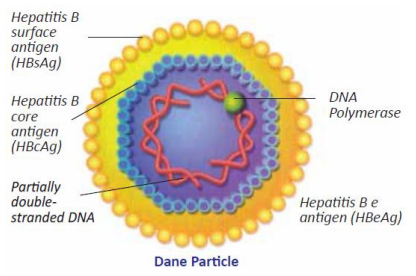 Hepatitis B
surface
antigen
(HBsAg)
Hepatitis B
core
antigen
(HBcAg)
Partially
double-
stranded DNA
DNA
Polymerase
Hepatitis B e
antigen (HBeAg)
Dane Particle